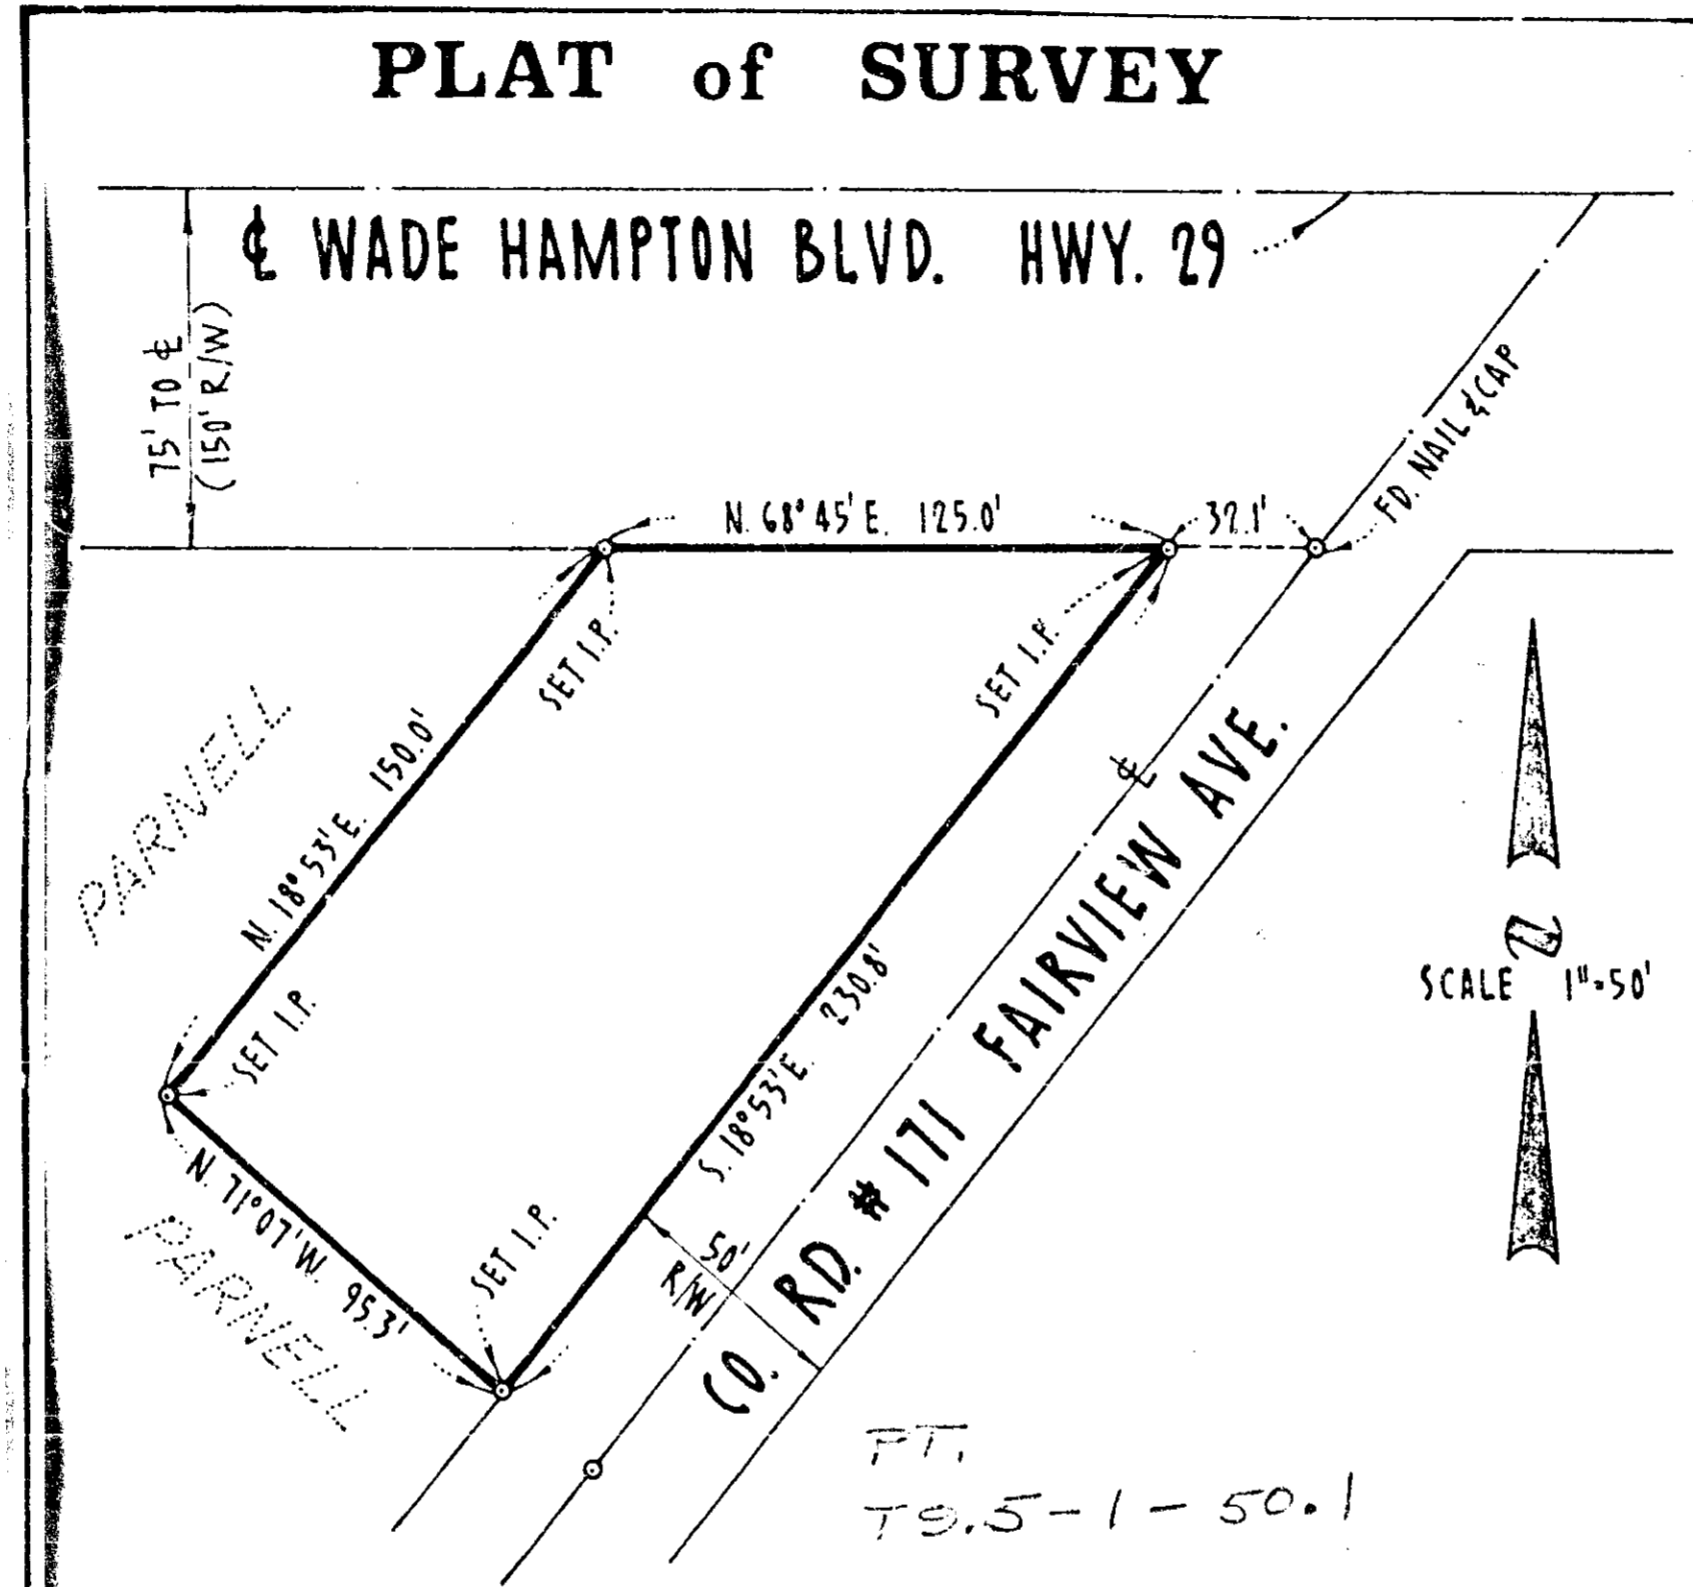 PLAT of SURVEY
℄ WADE HAMPTON BLVD. HWY. 29
75' TO ℄
(150' R/W)
FD. NAIL & CAP
N. 68° 45' E. 125.0'
32.1'
SET I.P.
SET I.P.
N. 18° 53' E. 150.0'
PARNELL
℄
SCALE 1"=50'
N
SET I.P.
S. 18° 53' E. 230.8'
CO. RD. # 171 FAIRVIEW AVE.
N. 71° 07' W. 95.3'
PARNELL
SET I.P.
50'
R/W
PT.
T9.5-1-50.1